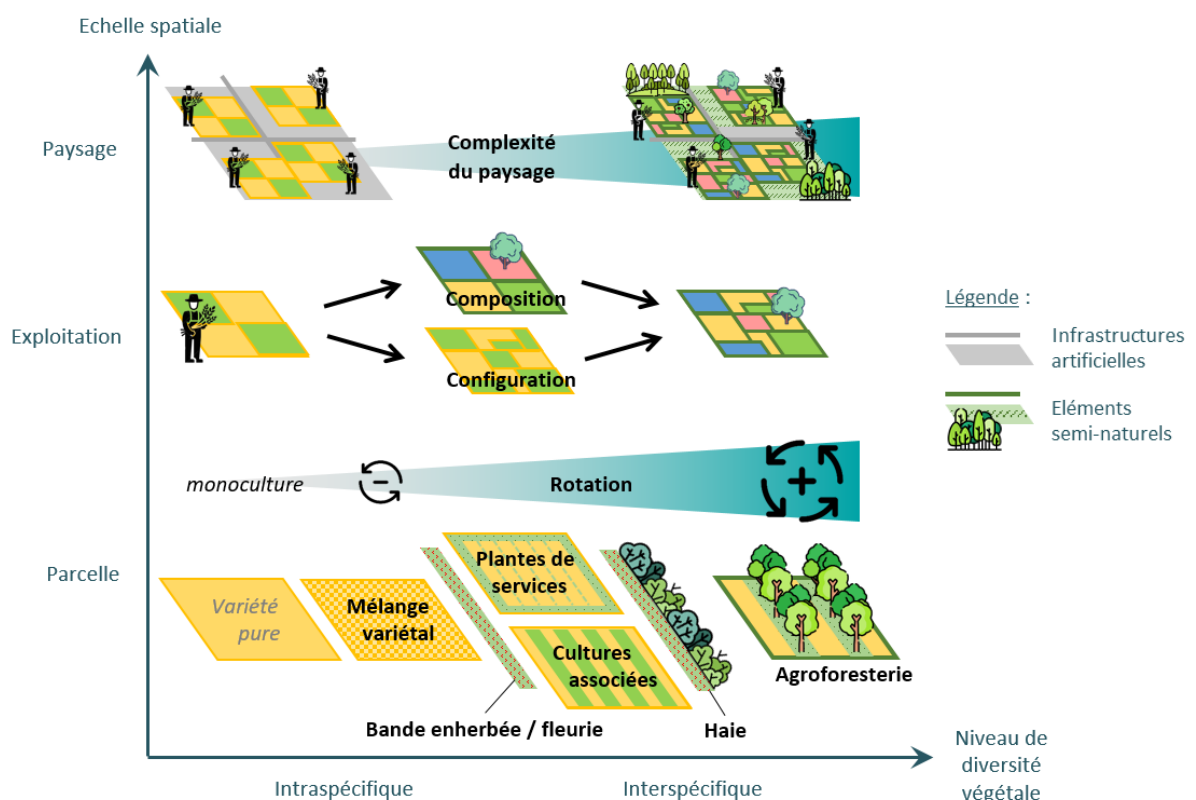 Echelle spatiale
Paysage
Complexité
du paysage
Exploitation
Composition
Configuration
Légende :
Infrastructures
artificielles
Eléments
semi-naturels
monoculture
-
Rotation
+
Parcelle
Variété
pure
Mélange
variétal
Plantes de
services
Cultures
associées
Agroforesterie
Bande enherbée / fleurie
Haie
Intraspécifique
Interspécifique
Niveau de
diversité
végétale